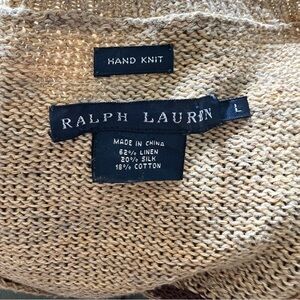 HAND KNIT
RALPH LAUREN
L
MADE IN CHINA
62% LINEN
20% SILK
18% COTTON